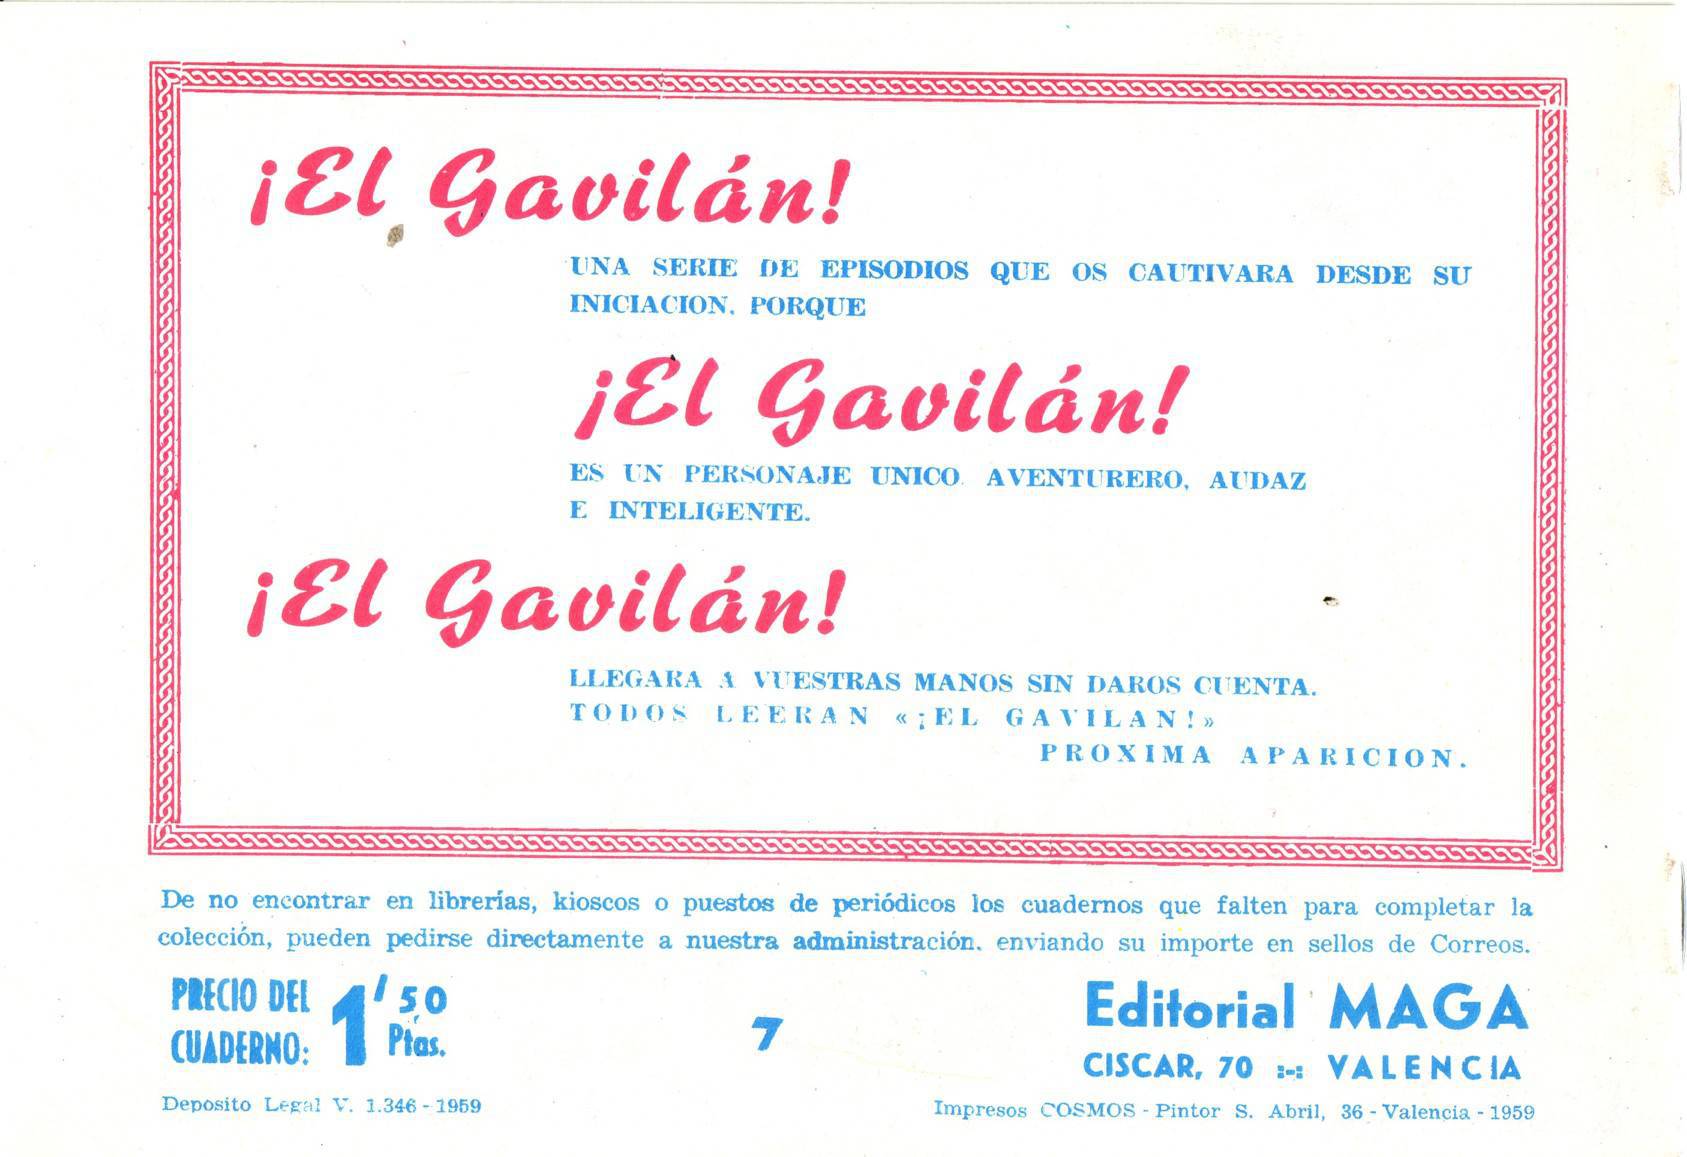 ¡El Gavilán!
UNA SERIE DE EPISODIOS QUE OS CAUTIVARA DESDE SU
INICIACION, PORQUE
¡El Gavilán!
ES UN PERSONAJE UNICO. AVENTURERO, AUDAZ
E INTELIGENTE.
¡El Gavilán!
LLEGARA A VUESTRAS MANOS SIN DAROS CUENTA.
TODOS LEERAN «¡EL GAVILAN!»
PROXIMA APARICION.
De no encontrar en librerías, kioscos o puestos de periódicos los cuadernos que falten para completar la
colección, pueden pedirse directamente a nuestra administración. enviando su importe en sellos de Correos.
PRECIO DEL CUADERNO: 1'50 Ptas.
7
Editorial MAGA
CISCAR, 70 :-: VALENCIA
Deposito Legal V. 1.346 - 1959
Impresos COSMOS - Pintor S. Abril, 36 - Valencia - 1959